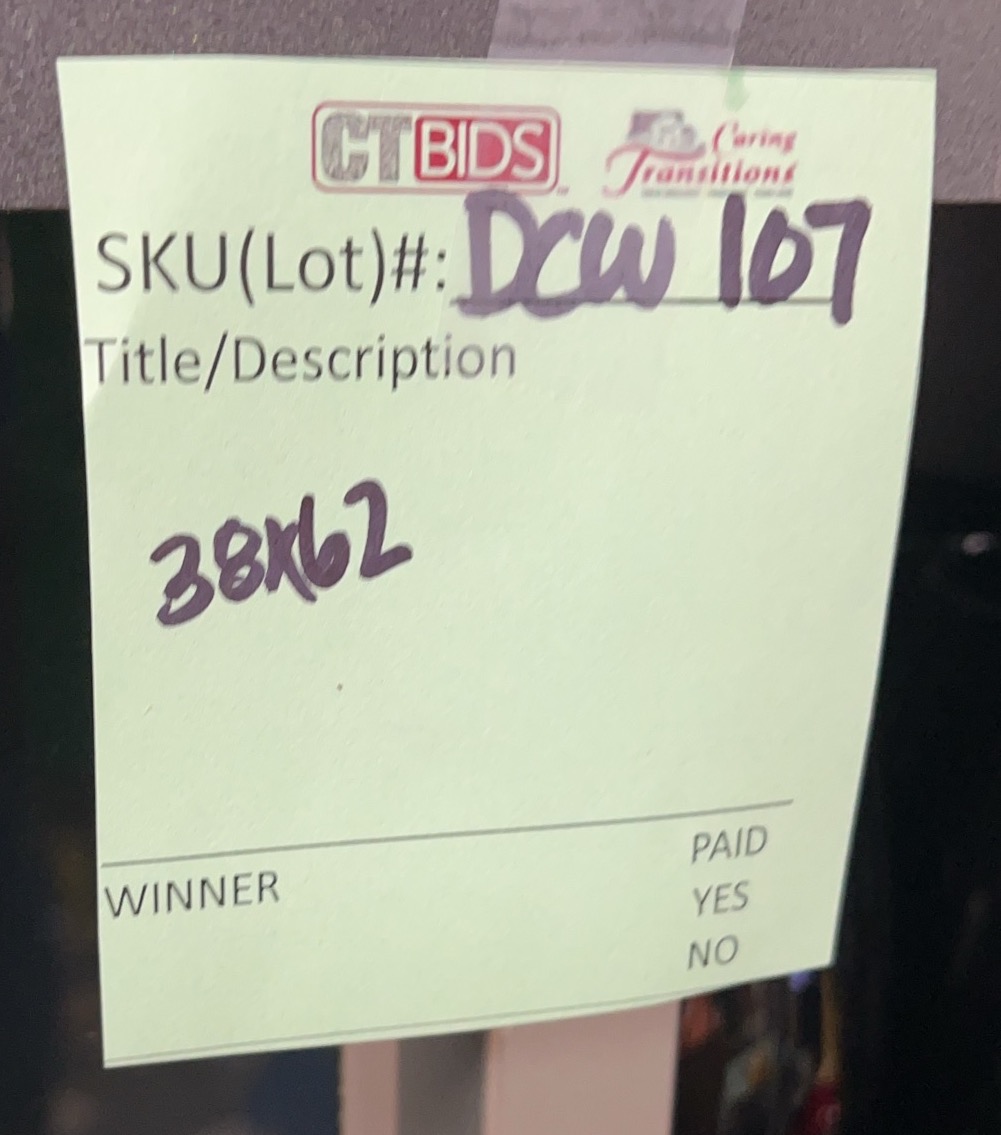 CTBIDS
Caring
Transitions
SKU(Lot)#: DCW 107
Title/Description
38x62
PAID
WINNER
YES
NO